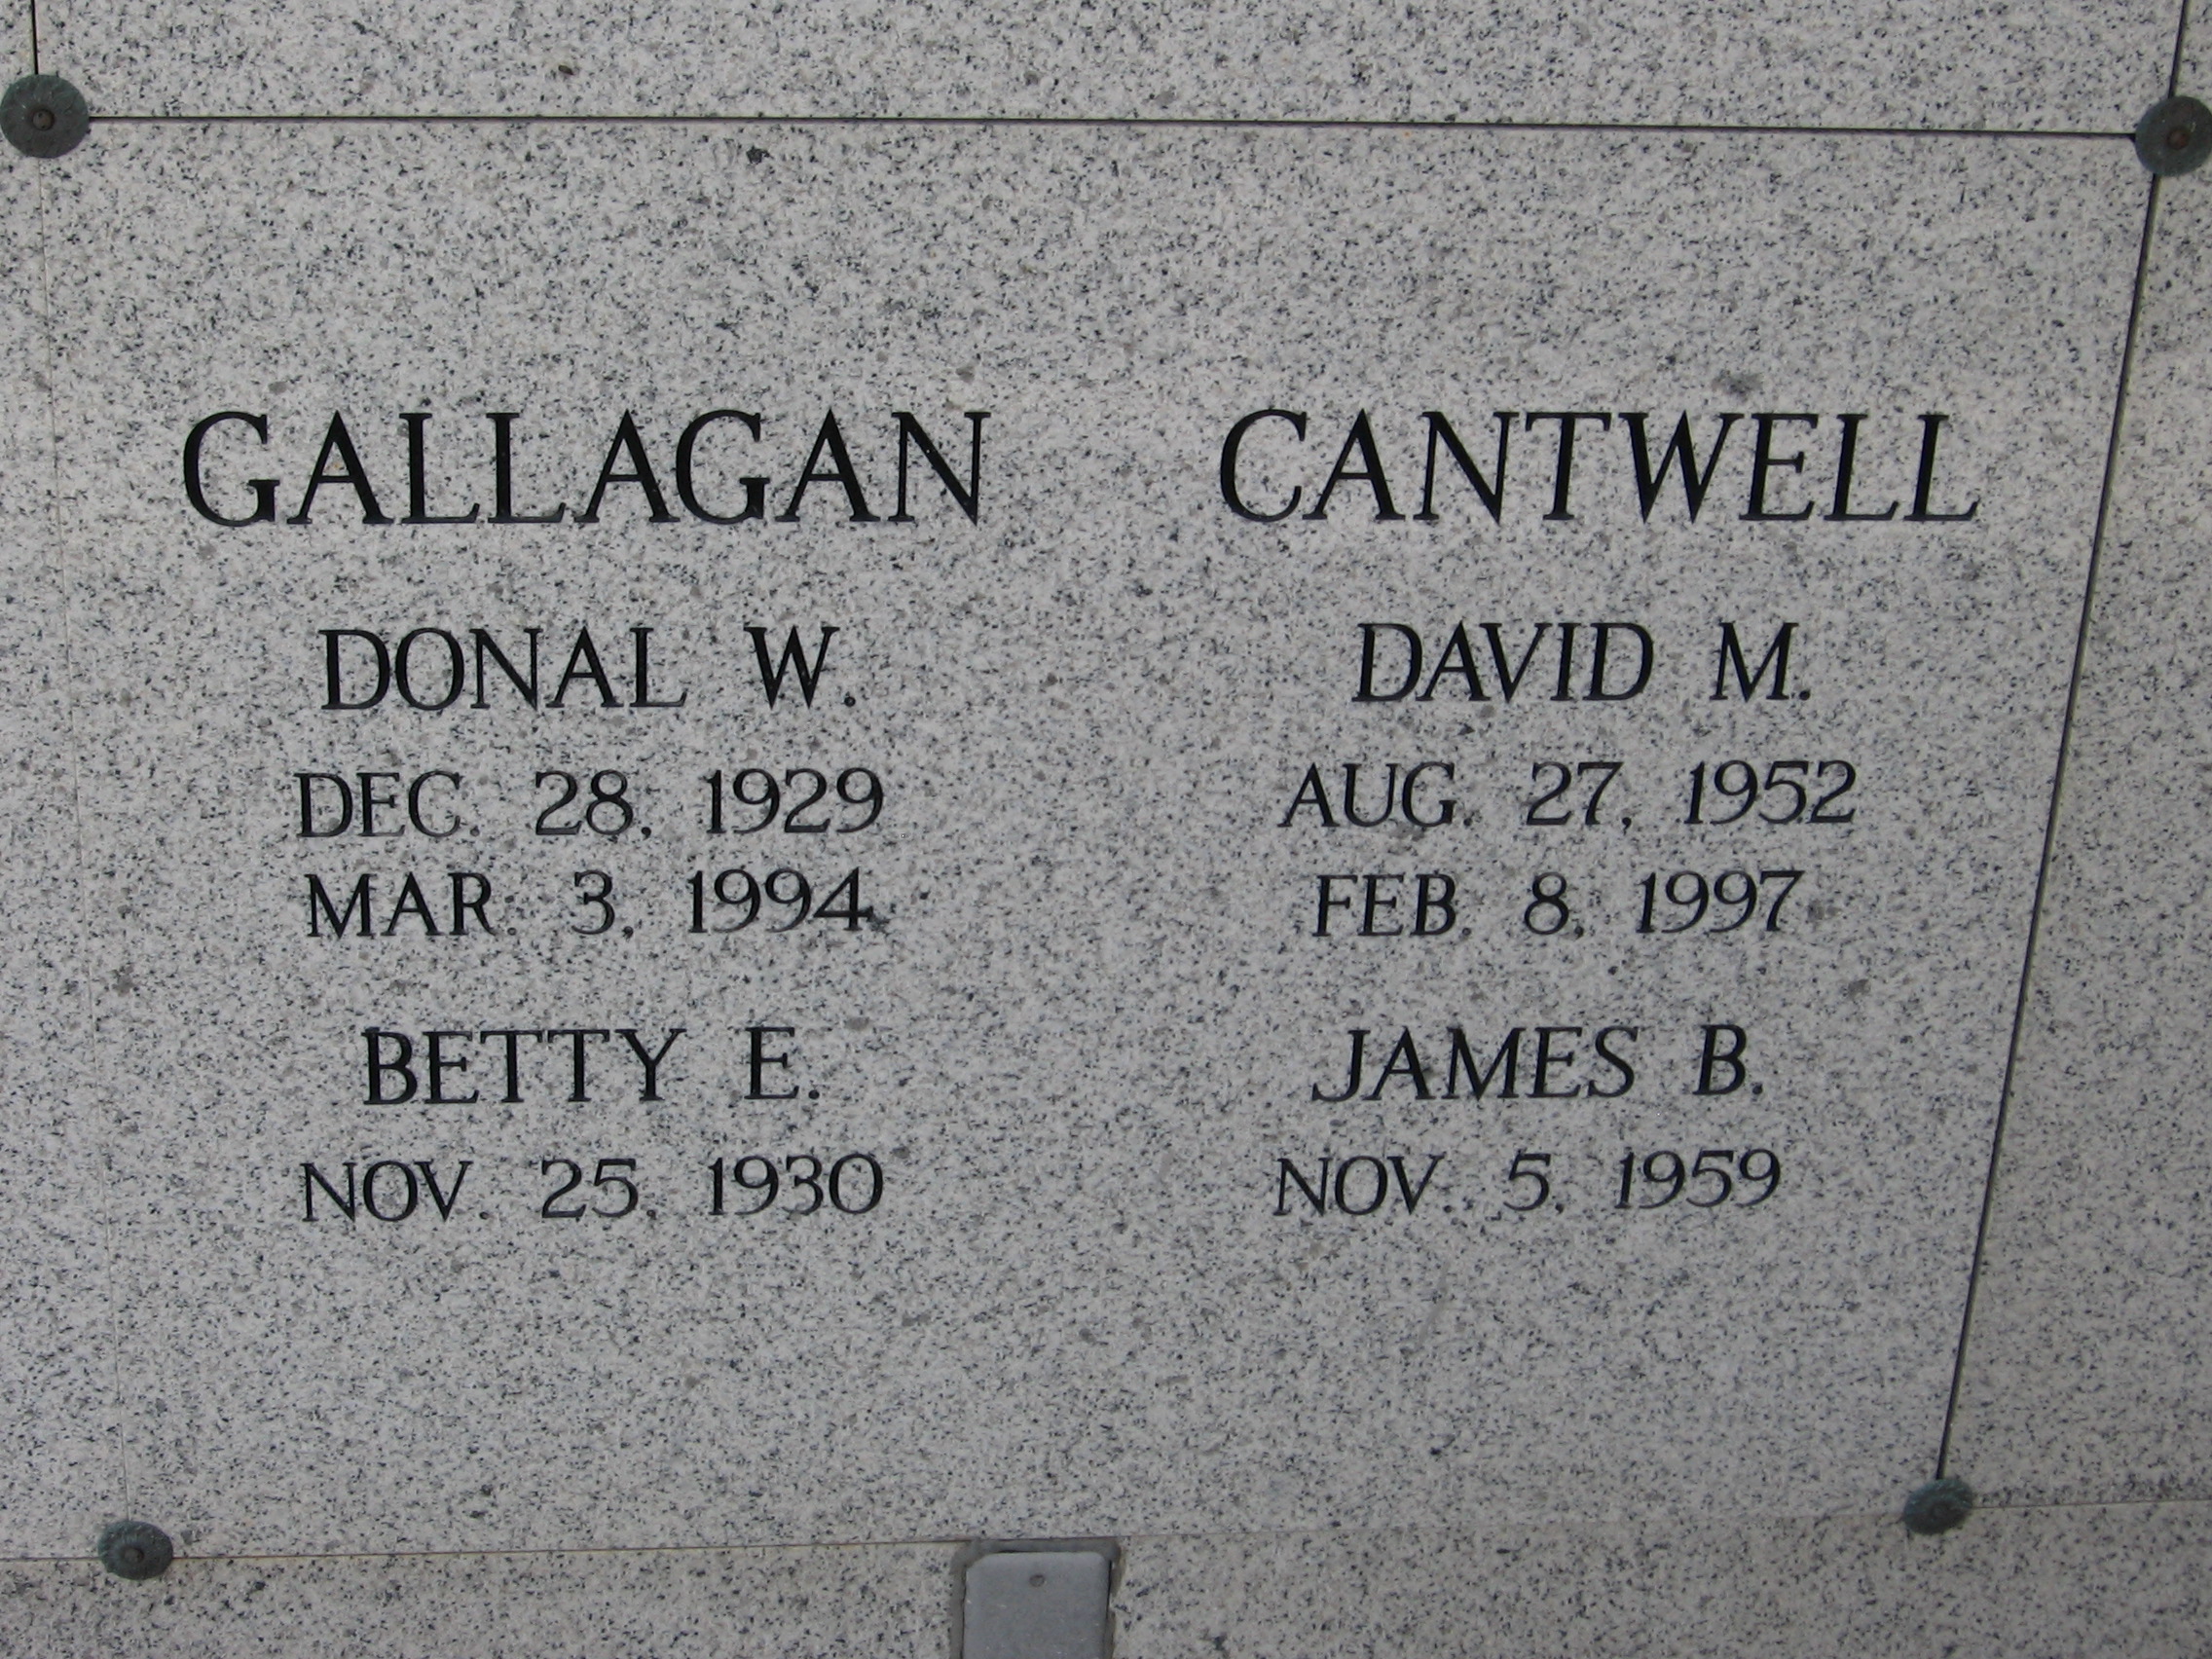 GALLAGAN
DONAL W.
DEC. 28, 1929
MAR. 3, 1994
BETTY E.
NOV. 25, 1930
CANTWELL
DAVID M.
AUG. 27, 1952
FEB. 8, 1997
JAMES B.
NOV. 5, 1959